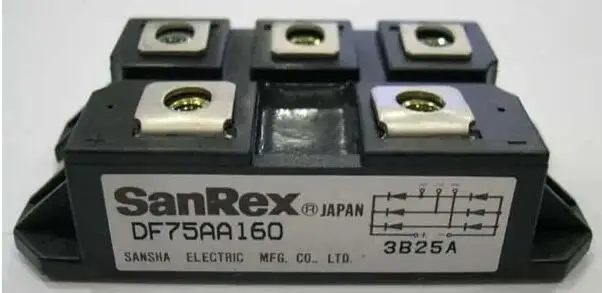 +
-
SanRex® JAPAN
DF75AA160
3B25A
SANSHA ELECTRIC MFG. CO., LTD.